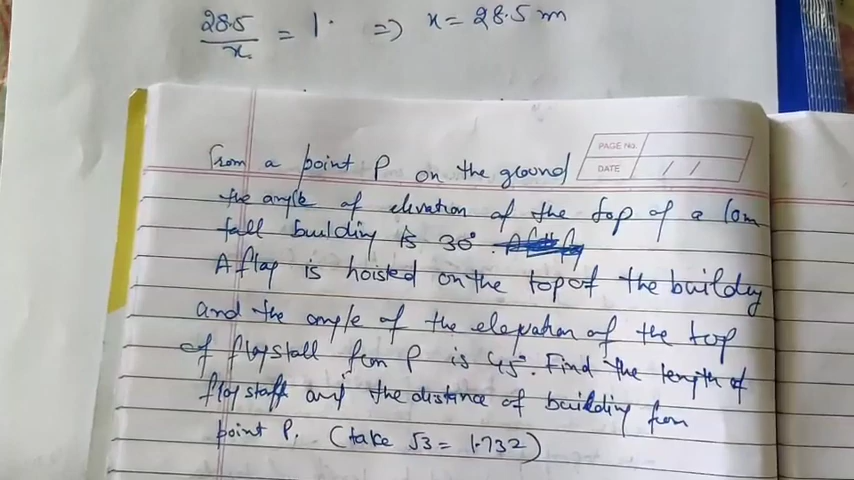 28.5/x = 1. => x = 28.5 m
PAGE No.
DATE / /
From a point P on the ground
the angle of elevation of the top of a 10m
tall building is 30°.
A flag is hoisted on the top of the building
and the angle of the elevation of the top
of flagstall from P is 45°. Find the length of
flag staff and the distance of building from
point P. (take √3 = 1.732)